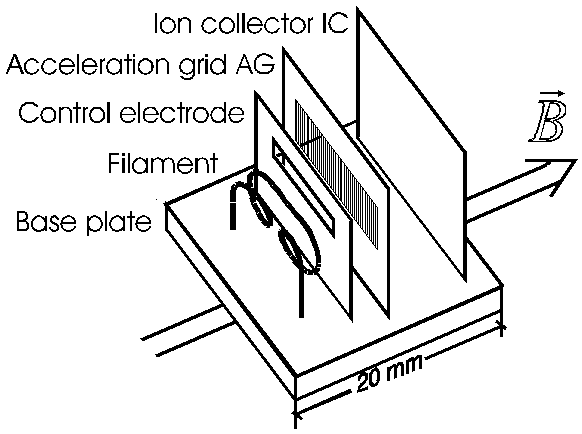 Ion collector IC
Acceleration grid AG
Control electrode
Filament
Base plate
B
20 mm